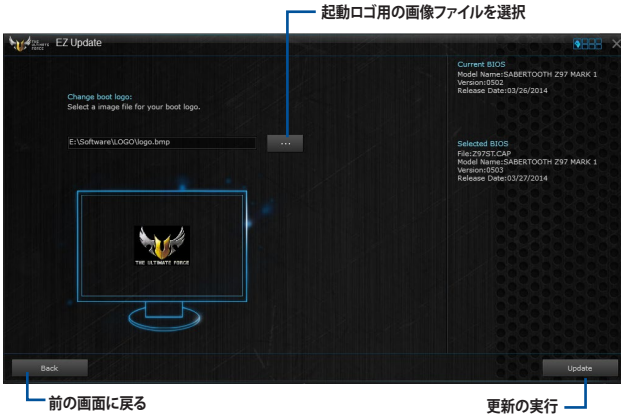 起動ロゴ用の画像ファイルを選択
THE ULTIMATE FORCE
EZ Update
Change boot logo:
Select a image file for your boot logo.
E:\Software\LOGO\logo.bmp
...
THE ULTIMATE FORCE
Current BIOS
Model Name:SABERTOOTH Z97 MARK 1
Version:0502
Release Date:03/26/2014
Selected BIOS
File:Z97ST.CAP
Model Name:SABERTOOTH Z97 MARK 1
Version:0503
Release Date:03/27/2014
Back
Update
前の画面に戻る
更新の実行